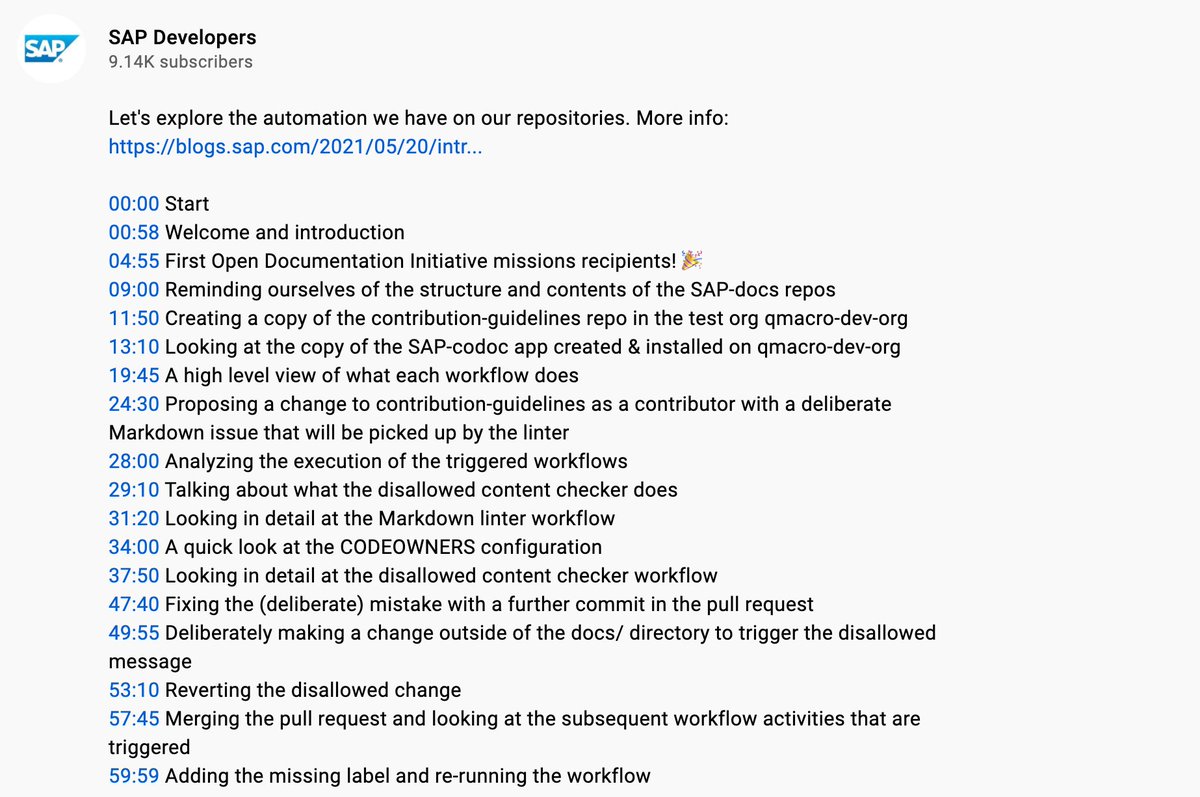 SAP
SAP Developers
9.14K subscribers
Let's explore the automation we have on our repositories. More info:
https://blogs.sap.com/2021/05/20/intr...
00:00 Start
00:58 Welcome and introduction
04:55 First Open Documentation Initiative missions recipients! 🎉
09:00 Reminding ourselves of the structure and contents of the SAP-docs repos
11:50 Creating a copy of the contribution-guidelines repo in the test org qmacro-dev-org
13:10 Looking at the copy of the SAP-codoc app created & installed on qmacro-dev-org
19:45 A high level view of what each workflow does
24:30 Proposing a change to contribution-guidelines as a contributor with a deliberate
Markdown issue that will be picked up by the linter
28:00 Analyzing the execution of the triggered workflows
29:10 Talking about what the disallowed content checker does
31:20 Looking in detail at the Markdown linter workflow
34:00 A quick look at the CODEOWNERS configuration
37:50 Looking in detail at the disallowed content checker workflow
47:40 Fixing the (deliberate) mistake with a further commit in the pull request
49:55 Deliberately making a change outside of the docs/ directory to trigger the disallowed
message
53:10 Reverting the disallowed change
57:45 Merging the pull request and looking at the subsequent workflow activities that are
triggered
59:59 Adding the missing label and re-running the workflow